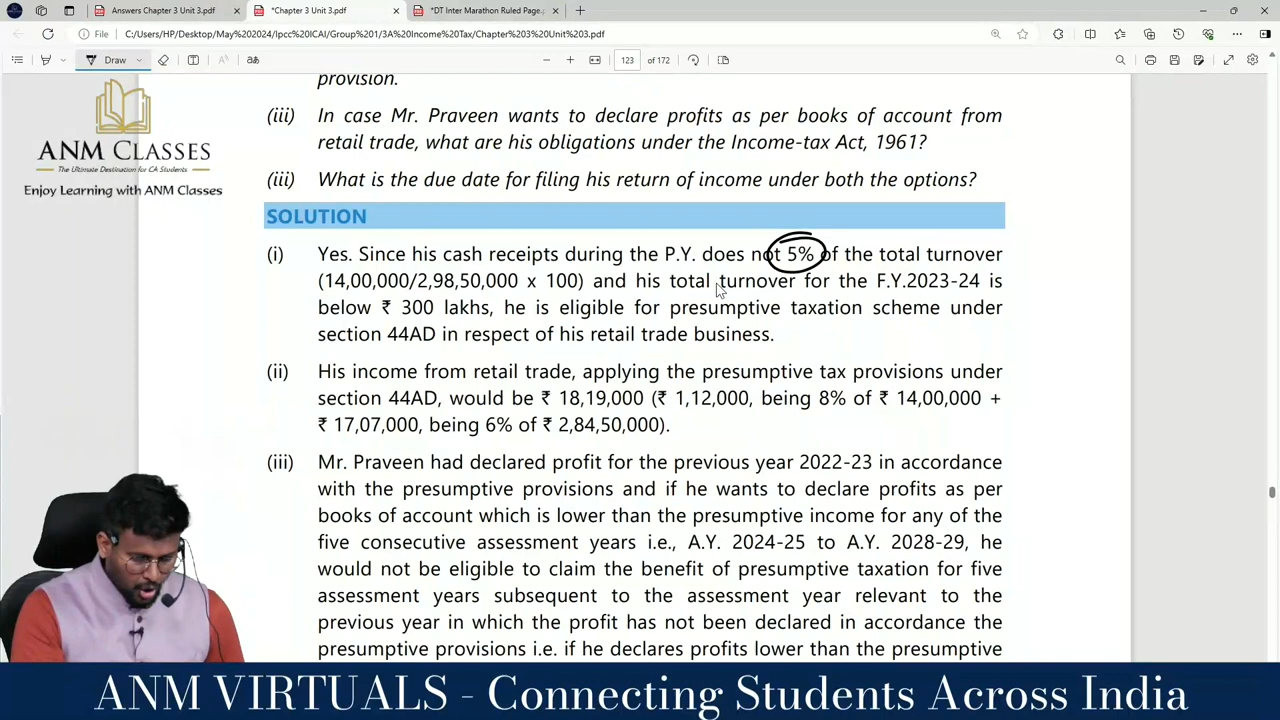 Answers Chapter 3 Unit 3.pdf
*Chapter 3 Unit 3.pdf
*DT Inter Marathon Ruled Page.p
File
C:/Users/HP/Desktop/May%202024/Ipcc%20ICAI/Group%201/3A%20Income%20Tax/Chapter%203%20Unit%203.pdf
Draw
123 of 172
provision.
(iii) In case Mr. Praveen wants to declare profits as per books of account from
retail trade, what are his obligations under the Income-tax Act, 1961?
(iii) What is the due date for filing his return of income under both the options?
ANM CLASSES
The Ultimate Destination for CA Students
Enjoy Learning with ANM Classes
SOLUTION
(i) Yes. Since his cash receipts during the P.Y. does not 5% of the total turnover
(14,00,000/2,98,50,000 x 100) and his total turnover for the F.Y.2023-24 is
below ₹ 300 lakhs, he is eligible for presumptive taxation scheme under
section 44AD in respect of his retail trade business.
(ii) His income from retail trade, applying the presumptive tax provisions under
section 44AD, would be ₹ 18,19,000 (₹ 1,12,000, being 8% of ₹ 14,00,000 +
₹ 17,07,000, being 6% of ₹ 2,84,50,000).
(iii) Mr. Praveen had declared profit for the previous year 2022-23 in accordance
with the presumptive provisions and if he wants to declare profits as per
books of account which is lower than the presumptive income for any of the
five consecutive assessment years i.e., A.Y. 2024-25 to A.Y. 2028-29, he
would not be eligible to claim the benefit of presumptive taxation for five
assessment years subsequent to the assessment year relevant to the
previous year in which the profit has not been declared in accordance the
presumptive provisions i.e. if he declares profits lower than the presumptive
ANM VIRTUALS - Connecting Students Across India